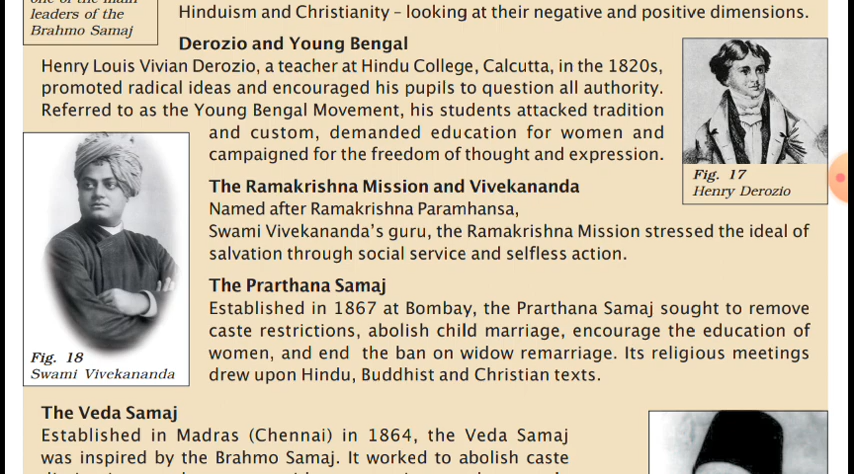 one of the main
leaders of the
Brahmo Samaj
Hinduism and Christianity – looking at their negative and positive dimensions.
Derozio and Young Bengal
Henry Louis Vivian Derozio, a teacher at Hindu College, Calcutta, in the 1820s,
promoted radical ideas and encouraged his pupils to question all authority.
Referred to as the Young Bengal Movement, his students attacked tradition
and custom, demanded education for women and
campaigned for the freedom of thought and expression.
Fig. 17
Henry Derozio
The Ramakrishna Mission and Vivekananda
Named after Ramakrishna Paramhansa,
Swami Vivekananda's guru, the Ramakrishna Mission stressed the ideal of
salvation through social service and selfless action.
The Prarthana Samaj
Established in 1867 at Bombay, the Prarthana Samaj sought to remove
caste restrictions, abolish child marriage, encourage the education of
women, and end the ban on widow remarriage. Its religious meetings
drew upon Hindu, Buddhist and Christian texts.
Fig. 18
Swami Vivekananda
The Veda Samaj
Established in Madras (Chennai) in 1864, the Veda Samaj
was inspired by the Brahmo Samaj. It worked to abolish caste